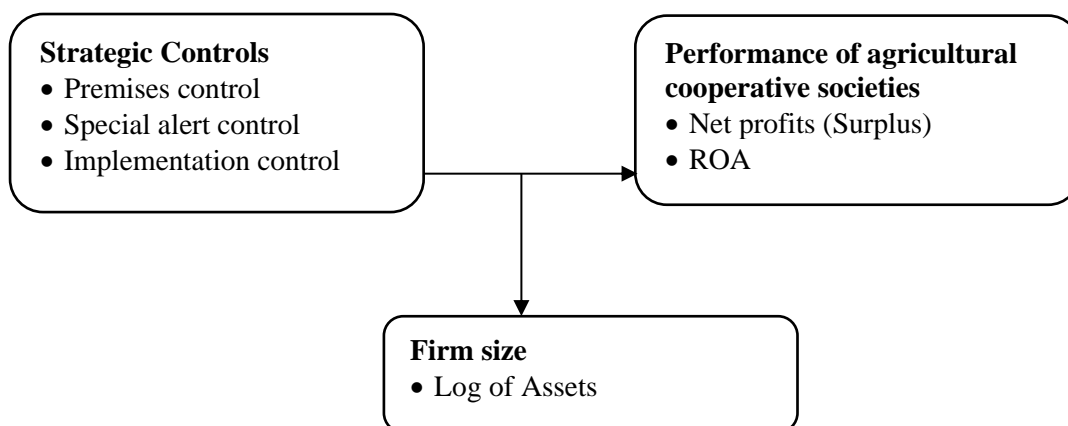 Strategic Controls
• Premises control
• Special alert control
• Implementation control
Performance of agricultural
cooperative societies
• Net profits (Surplus)
• ROA
Firm size
• Log of Assets